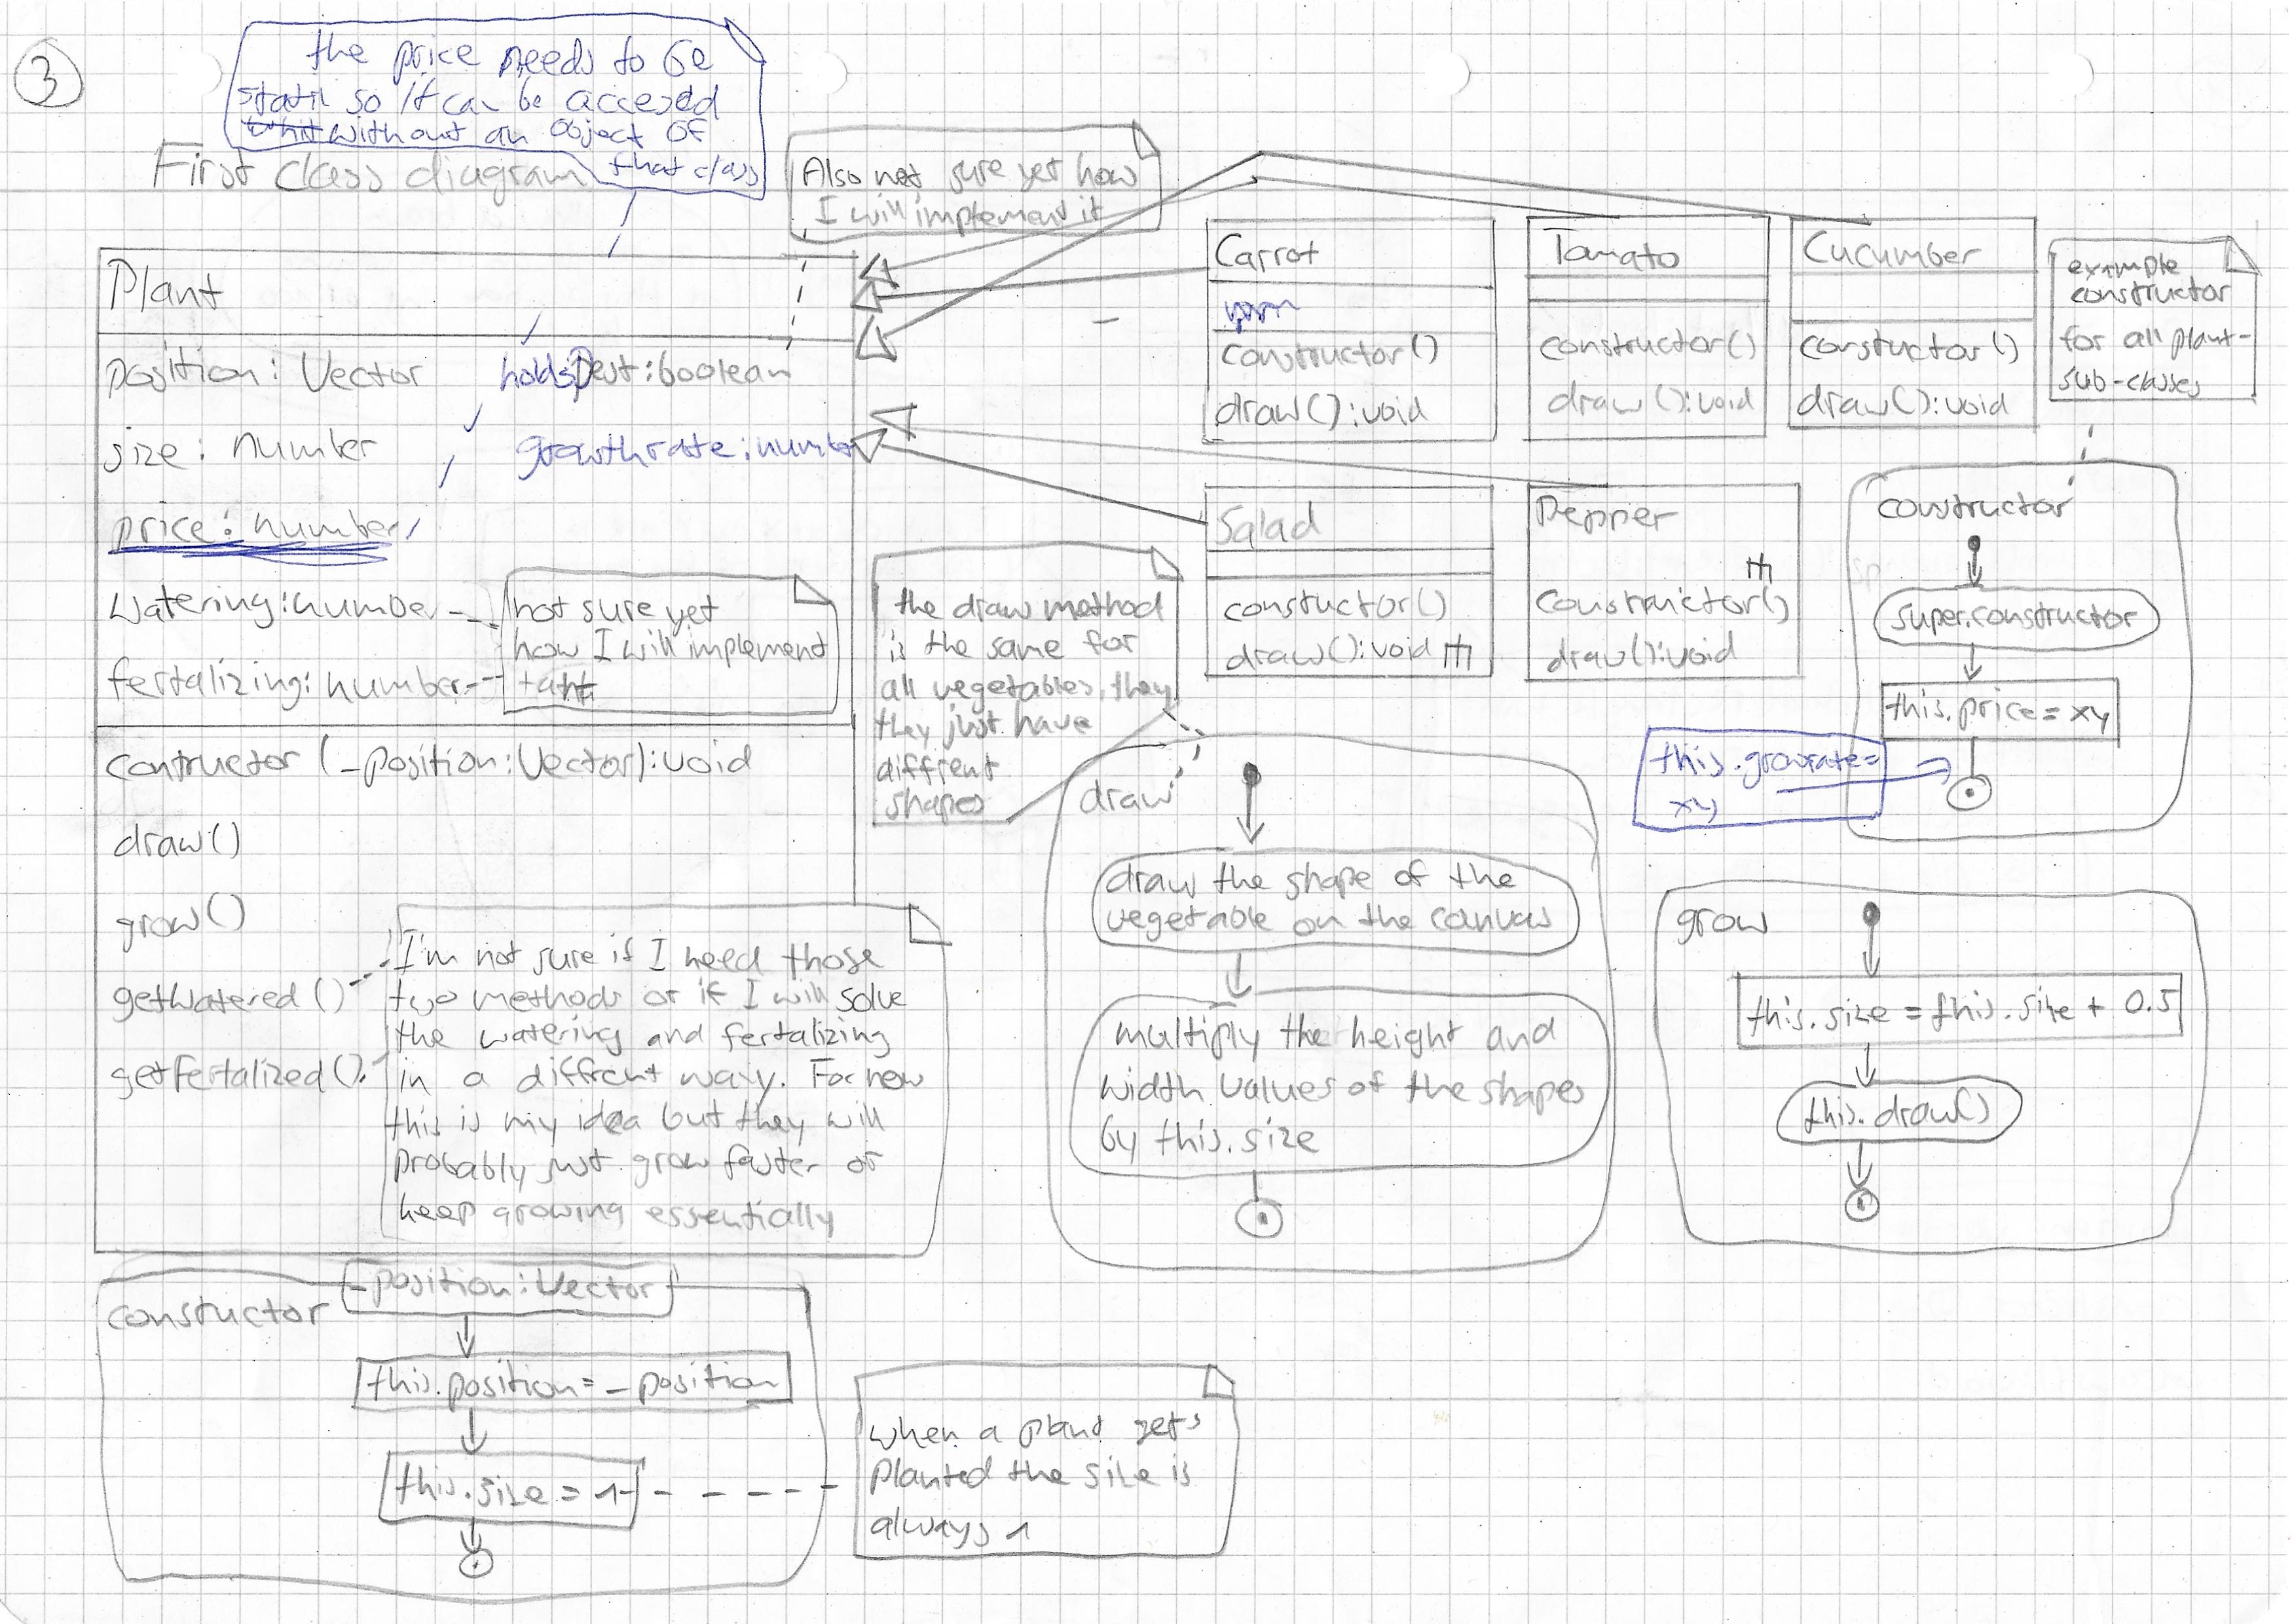 3
the price needs to be
static so it can be accesed
without an object of
that class
First class diagram
Also not sure yet how
I will implement it
Plant
position: Vector
holdsPest:boolean
size: number
growthrate:number
price: number
watering:number
fertalizing:number
not sure yet
how I will implement
contructor (_position:Vector):void
draw()
grow()
getWatered()
getFertalized()
I'm not sure if I need those
two methods or if I will solve
the watering and fertalizing
in a diffrent way. For now
this is my idea but they will
probably just grow faster or
keep growing essentially
Carrot
constructor()
draw():void
Tomato
constructor()
draw():void
Cucumber
constuctor()
draw():void
example
constructor
for all plant-
sub-classes
Salad
constuctor()
draw():void
Pepper
constructor()
draw():void
the draw method
is the same for
all vegetables, they
they just have
diffrent
shapes
constructor
super.constructor
this.price=xy
this.growrate=
xy
draw
draw the shape of the
vegetable on the canvas
multiply the height and
width values of the shapes
by this.size
grow
this.size = this.size + 0.5
this.draw()
constuctor
_position:Vector
this.position=_position
this.size = 1
when a plant gets
planted the size is
always 1